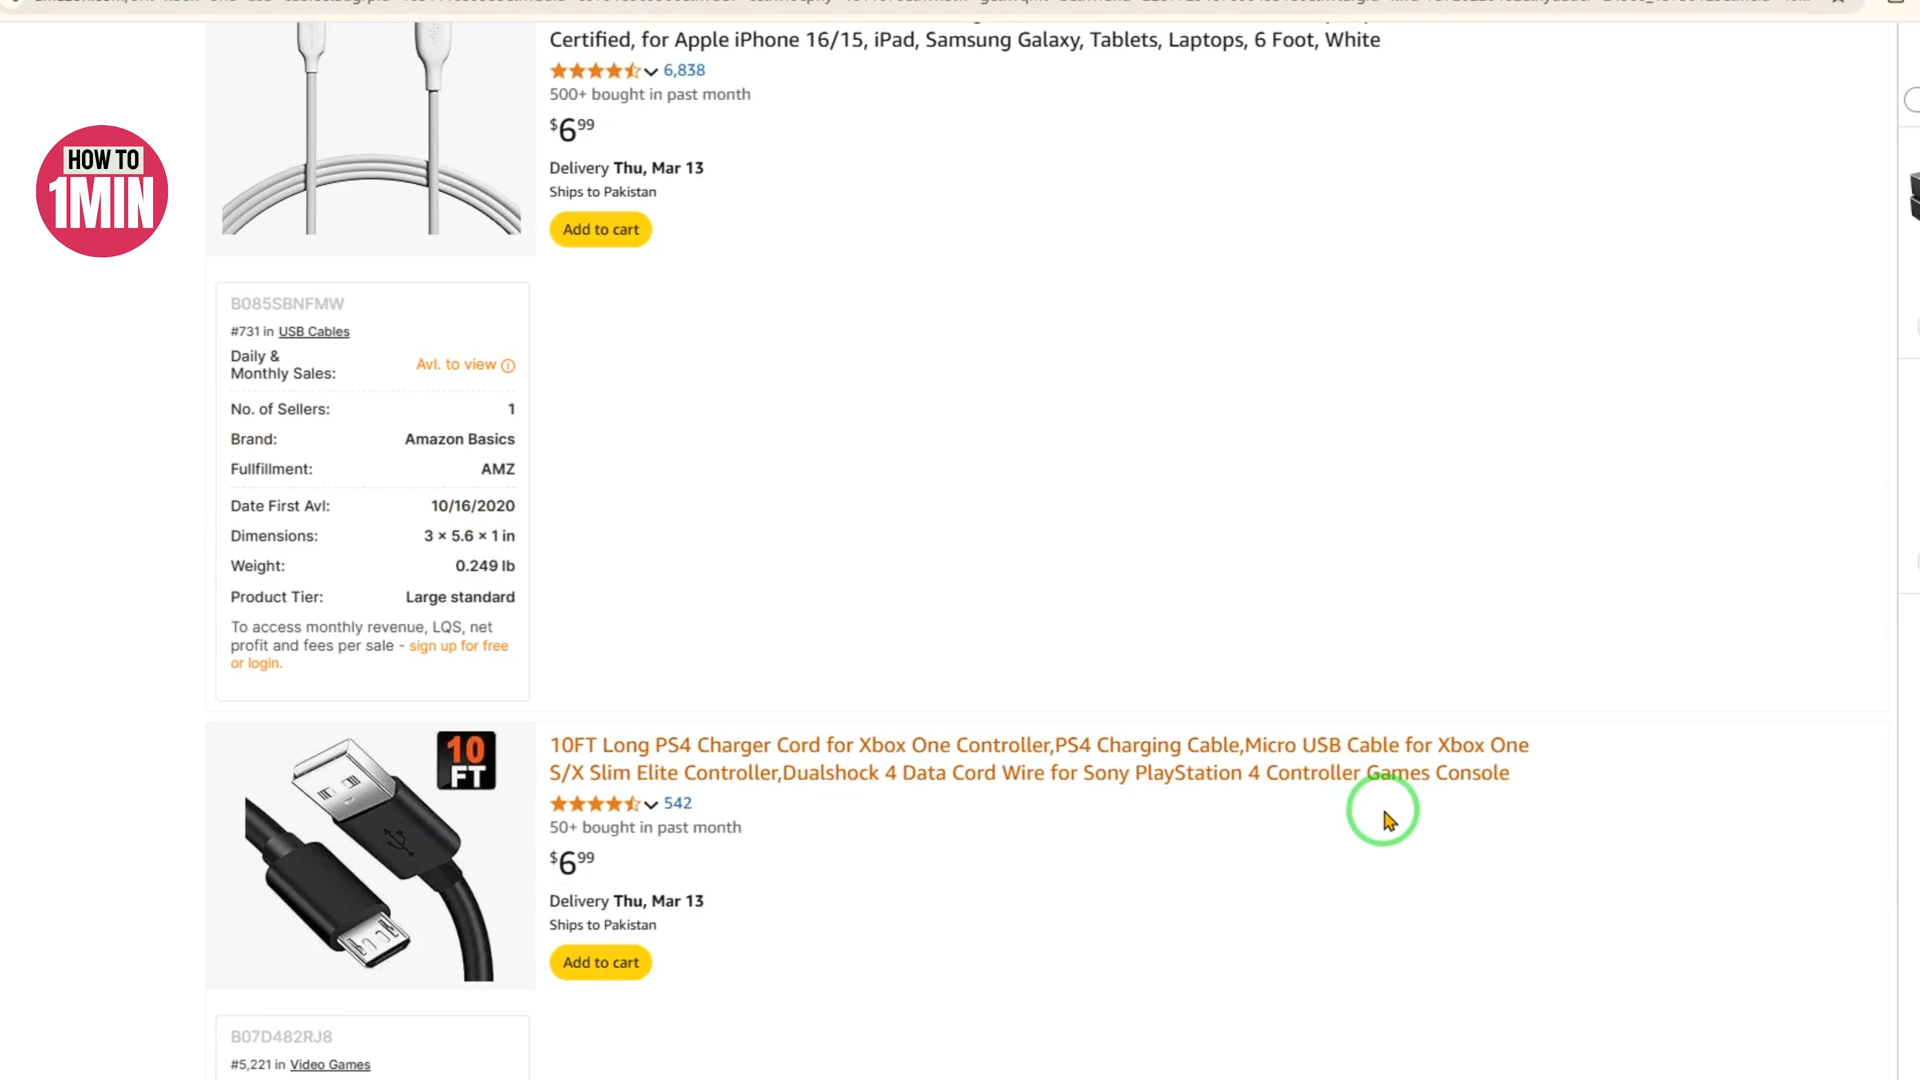 Certified, for Apple iPhone 16/15, iPad, Samsung Galaxy, Tablets, Laptops, 6 Foot, White
6,838
500+ bought in past month
$6 99
Delivery Thu, Mar 13
Ships to Pakistan
Add to cart
HOW TO
1MIN
B085SBNFMW
#731 in USB Cables
Daily &
Monthly Sales:
Avl. to view
No. of Sellers: 1
Brand: Amazon Basics
Fullfillment: AMZ
Date First Avl: 10/16/2020
Dimensions: 3 × 5.6 × 1 in
Weight: 0.249 lb
Product Tier: Large standard
To access monthly revenue, LQS, net
profit and fees per sale - sign up for free
or login.
10
FT
10FT Long PS4 Charger Cord for Xbox One Controller,PS4 Charging Cable,Micro USB Cable for Xbox One
S/X Slim Elite Controller,Dualshock 4 Data Cord Wire for Sony PlayStation 4 Controller Games Console
542
50+ bought in past month
$6 99
Delivery Thu, Mar 13
Ships to Pakistan
Add to cart
B07D482RJ8
#5,221 in Video Games